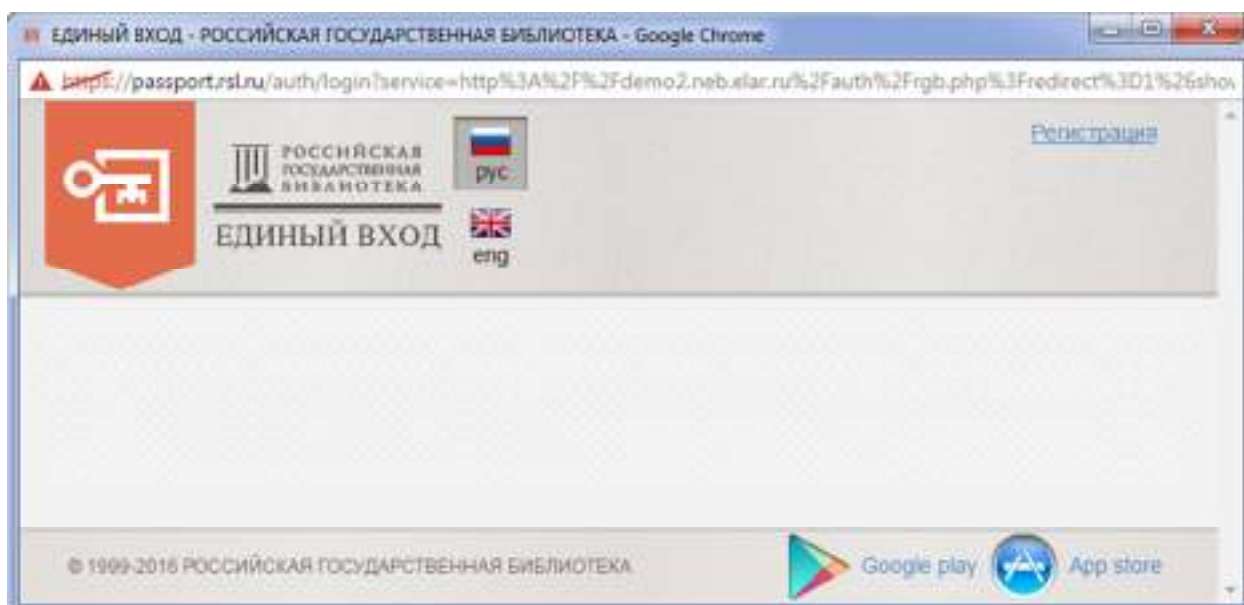 ЕДИНЫЙ ВХОД - РОССИЙСКАЯ ГОСУДАРСТВЕННАЯ БИБЛИОТЕКА - Google Chrome
https://passport.rsl.ru/auth/login?service=http%3A%2F%2Fdemo2.neb.elar.ru%2Fauth%2Frgb.php%3Fredirect%3D1%26show
РОССИЙСКАЯ
ГОСУДАРСТВЕННАЯ
БИБЛИОТЕКА
ЕДИНЫЙ ВХОД
рус
eng
Регистрация
© 1999-2016 РОССИЙСКАЯ ГОСУДАРСТВЕННАЯ БИБЛИОТЕКА
Google play
App store